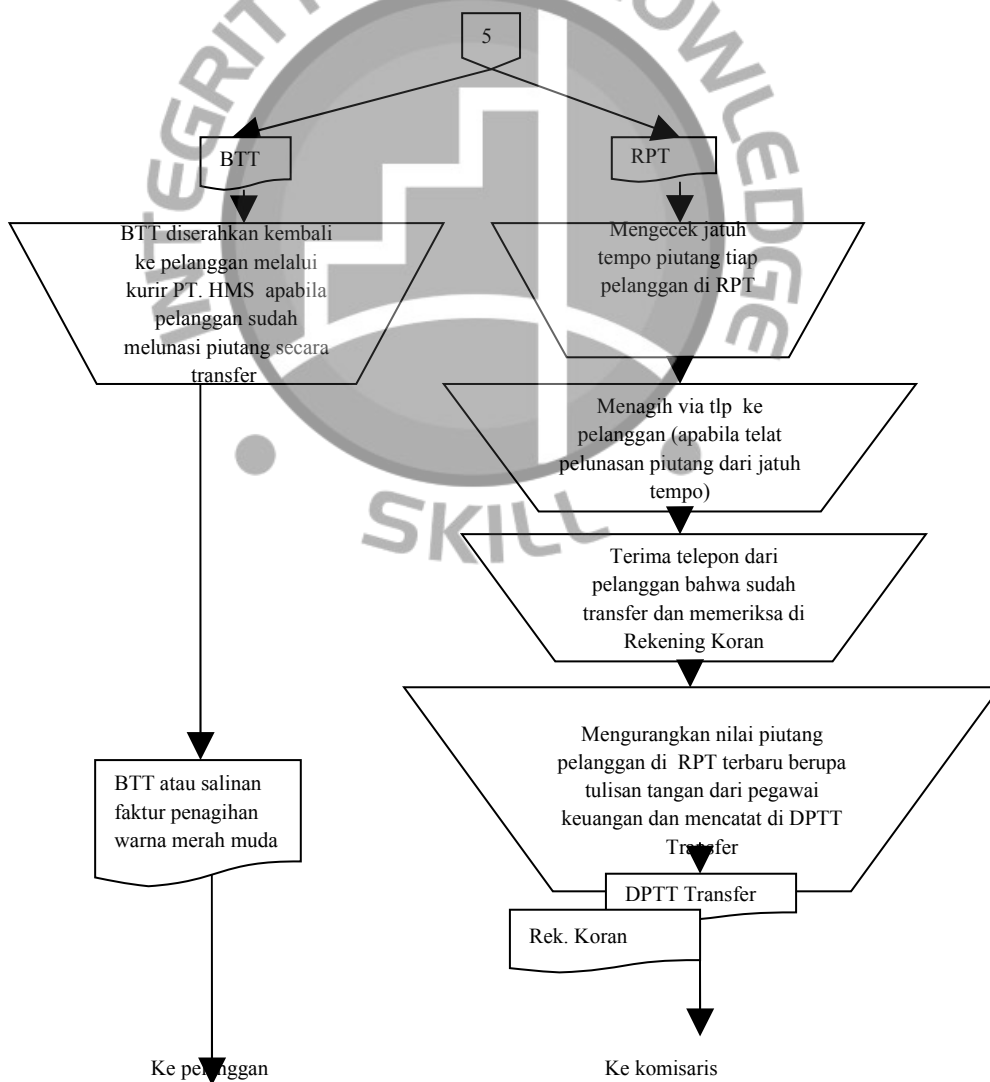 5
BTT
RPT
BTT diserahkan kembali
ke pelanggan melalui
kurir PT. HMS apabila
pelanggan sudah
melunasi piutang secara
transfer
Mengecek jatuh
tempo piutang tiap
pelanggan di RPT
Menagih via tlp ke
pelanggan (apabila telat
pelunasan piutang dari jatuh
tempo)
Terima telepon dari
pelanggan bahwa sudah
transfer dan memeriksa di
Rekening Koran
Mengurangkan nilai piutang
pelanggan di RPT terbaru berupa
tulisan tangan dari pegawai
keuangan dan mencatat di DPTT
Transfer
BTT atau salinan
faktur penagihan
warna merah muda
DPTT Transfer
Rek. Koran
Ke pelanggan
Ke komisaris
SKILL